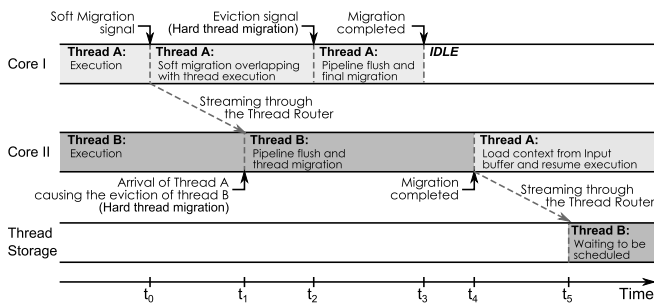 Soft Migration
signal
Eviction signal
(Hard thread migration)
Migration
completed
Core I
Thread A:
Execution
Thread A:
Soft migration overlapping
with thread execution
Thread A:
Pipeline flush and
final migration
IDLE
Streaming through
the Thread Router
Core II
Thread B:
Execution
Thread B:
Pipeline flush and
thread migration
Thread A:
Load context from Input
buffer and resume execution
Arrival of Thread A
causing the eviction of thread B
(Hard thread migration)
Migration
completed
Streaming through
the Thread Router
Thread
Storage
Thread B:
Waiting to be
scheduled
t0
t1
t2
t3
t4
t5
Time